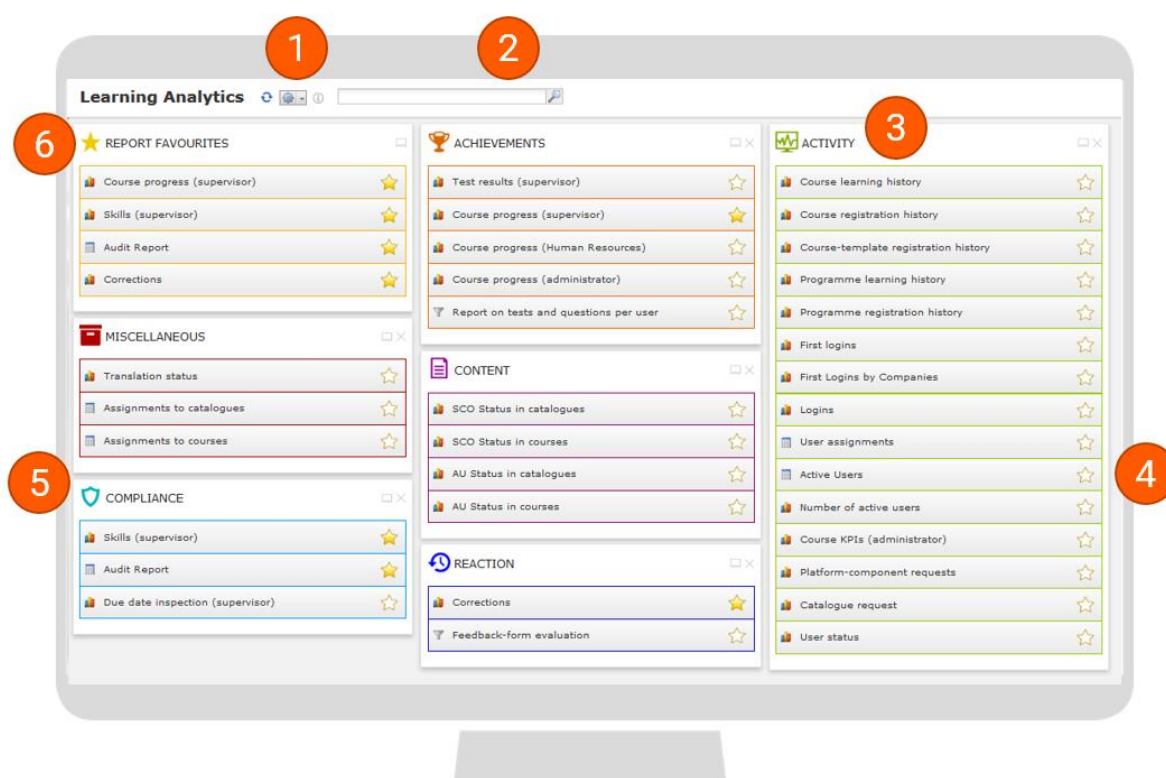 1
2
Learning Analytics
6
REPORT FAVOURITES
Course progress (supervisor)
Skills (supervisor)
Audit Report
Corrections
MISCELLANEOUS
Translation status
Assignments to catalogues
Assignments to courses
5
COMPLIANCE
Skills (supervisor)
Audit Report
Due date inspection (supervisor)
ACHIEVEMENTS
Test results (supervisor)
Course progress (supervisor)
Course progress (Human Resources)
Course progress (administrator)
Report on tests and questions per user
CONTENT
SCO Status in catalogues
SCO Status in courses
AU Status in catalogues
AU Status in courses
REACTION
Corrections
Feedback-form evaluation
3
ACTIVITY
Course learning history
Course registration history
Course-template registration history
Programme learning history
Programme registration history
First logins
First Logins by Companies
Logins
User assignments
Active Users
4
Number of active users
Course KPIs (administrator)
Platform-component requests
Catalogue request
User status